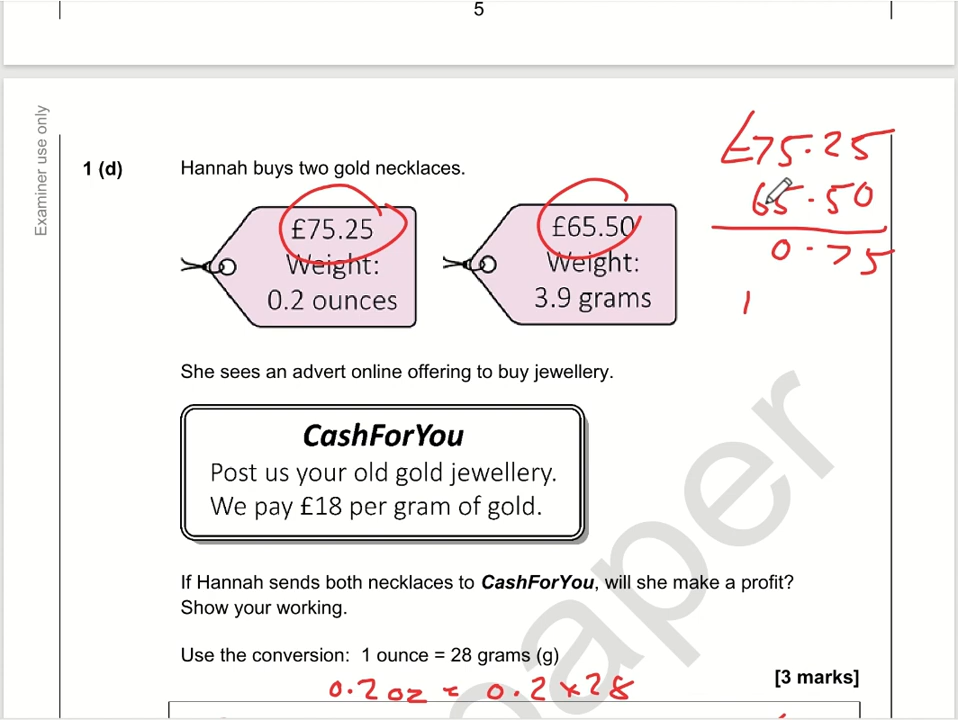 5
Examiner use only
1 (d)
Hannah buys two gold necklaces.
£75.25
Weight:
0.2 ounces
£65.50
Weight:
3.9 grams
£75.25
65.50
0.75
1
She sees an advert online offering to buy jewellery.
CashForYou
Post us your old gold jewellery.
We pay £18 per gram of gold.
If Hannah sends both necklaces to CashForYou, will she make a profit?
Show your working.
Use the conversion: 1 ounce = 28 grams (g)
[3 marks]
0.2 oz = 0.2 x 28
paper